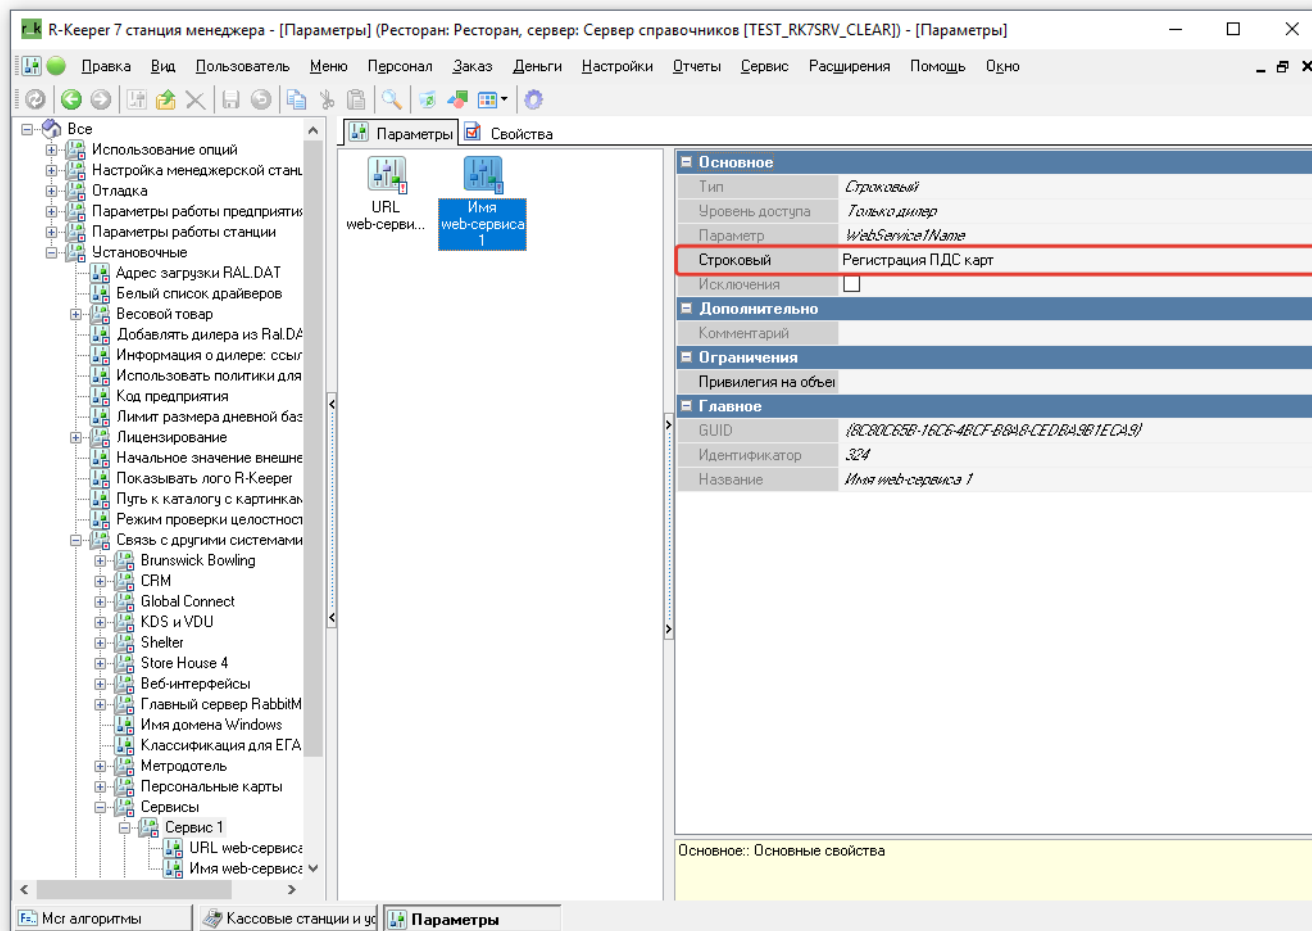 R-Keeper 7 станция менеджера - [Параметры] (Ресторан: Ресторан, сервер: Сервер справочников [TEST_RK7SRV_CLEAR]) - [Параметры]
Правка Вид Пользователь Меню Персонал Заказ Деньги Настройки Отчеты Сервис Расширения Помощь Окно
Все
Использование опций
Настройка менеджерской станц
Отладка
Параметры работы предприятия
Параметры работы станции
Установочные
Адрес загрузки RAL.DAT
Белый список драйверов
Весовой товар
Добавлять дилера из Ral.DA
Информация о дилере: ссыл
Использовать политики для
Код предприятия
Лимит размера дневной баз
Лицензирование
Начальное значение внешне
Показывать лого R-Keeper
Путь к каталогу с картинкам
Режим проверки целостност
Связь с другими системами
Brunswick Bowling
CRM
Global Connect
KDS и VDU
Shelter
Store House 4
Веб-интерфейсы
Главный сервер RabbitM
Имя домена Windows
Классификация для ЕГА
Метродотель
Персональные карты
Сервисы
Сервис 1
URL web-сервиса
Имя web-сервиса
Параметры Свойства
URL
web-серви...
Имя
web-сервиса
1
Основное
Тип Строковый
Уровень доступа Только дилер
Параметр WebService1Name
Строковый Регистрация ПДС карт
Исключения
Дополнительно
Комментарий
Ограничения
Привилегия на объек
Главное
GUID {8C80C65B-16C6-4BCF-B8A8-CEDBA9B1ECA9}
Идентификатор 324
Название Имя web-сервиса 1
Основное:: Основные свойства
Мсr алгоритмы Кассовые станции и ус Параметры